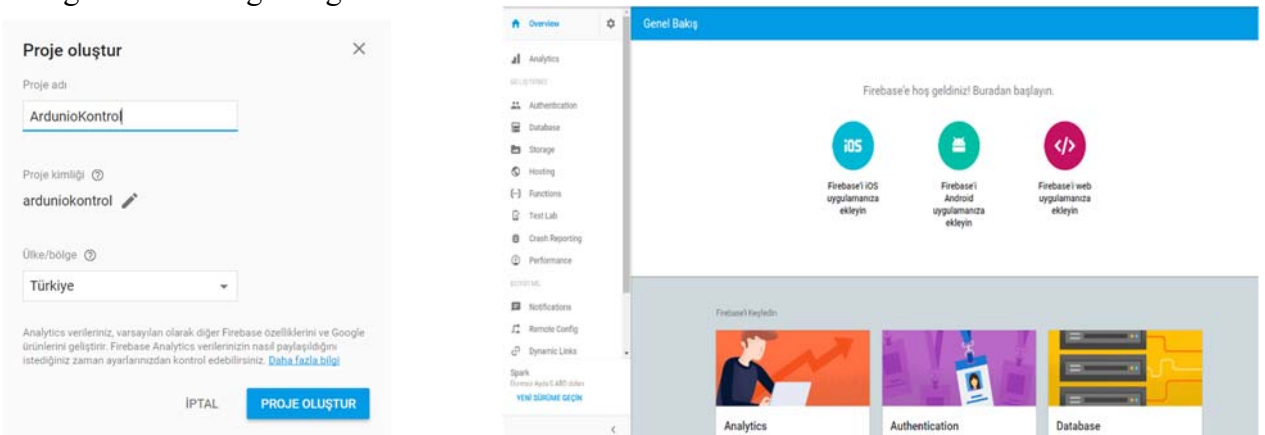 Proje oluştur
Proje adı
ArdunioKontrol
Proje kimliği
arduniokontrol
Ülke/bölge
Türkiye
Analytics verileriniz, varsayılan olarak diğer Firebase özelliklerini ve Google
ürünlerini geliştirir. Firebase Analytics verilerinizin nasıl paylaşıldığını
istediğiniz zaman ayarlarınızdan kontrol edebilirsiniz. Daha fazla bilgi
İPTAL
PROJE OLUŞTUR
Overview
Analytics
Authentication
Database
Storage
Hosting
Functions
Test Lab
Crash Reporting
Performance
Notifications
Remote Config
Dynamic Links
Spark
YENİ SÜRÜME GEÇİN
Genel Bakış
Firebase'e hoş geldiniz! Buradan başlayın.
iOS
Firebase'i iOS
uygulamanıza
ekleyin
Firebase'i
Android
uygulamanıza
ekleyin
</>
Firebase'i web
uygulamanıza
ekleyin
Firebase'i Keşfedin
Analytics
Authentication
Database